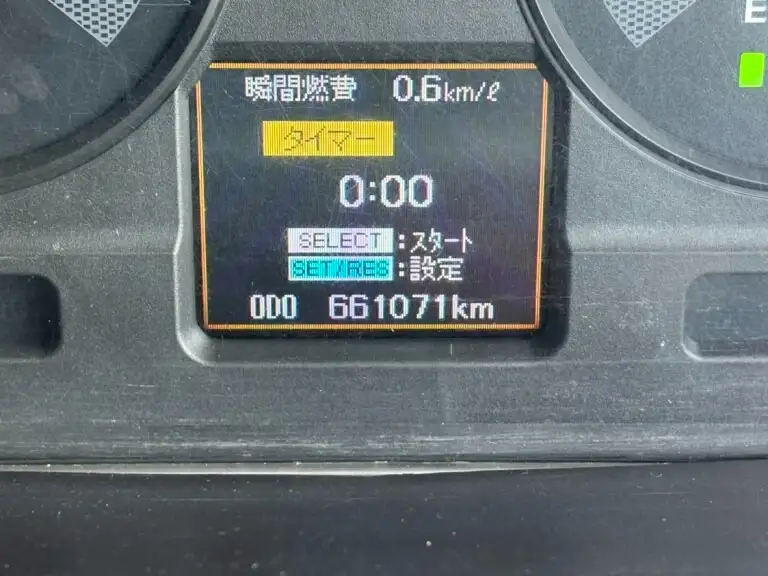 瞬間燃費 0.6km/ℓ
E
タイマー
0:00
SELECT:スタート
SET/RES:設定
ODO 661071km